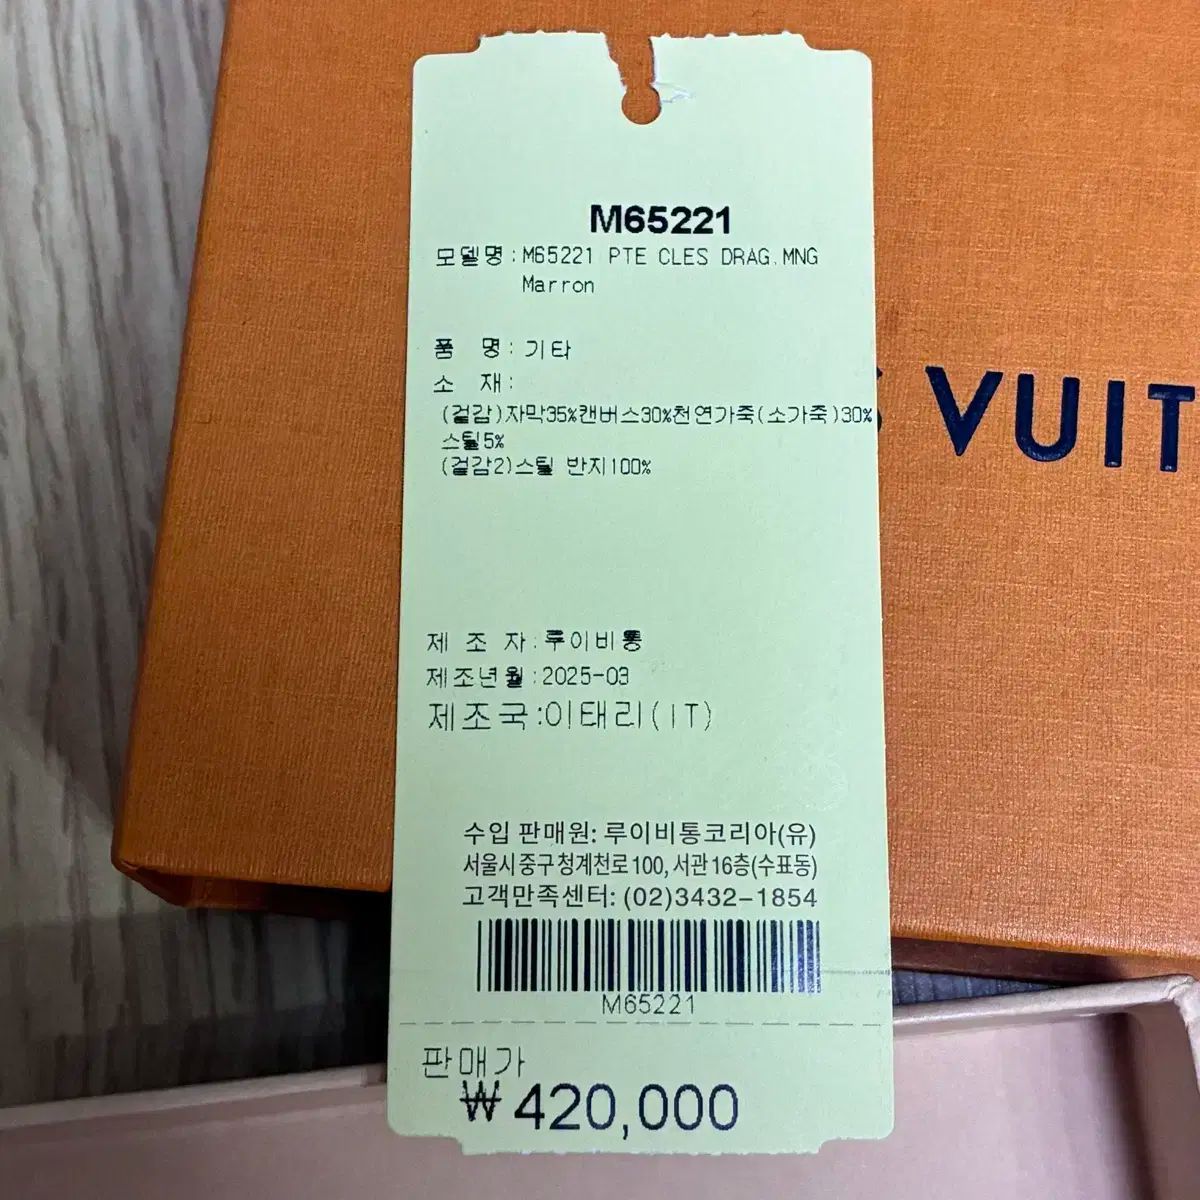 M65221
모델명:M65221 PTE CLES DRAG.MNG
Marron
품 명: 기타
소 재:
(겉감)자막35%캔버스30%천연가죽(소가죽)30%
스틸5%
(겉감2)스틸 반지100%
제 조 자:루이비통
제조년월:2025-03
제조국:이태리(IT)
수입 판매원: 루이비통코리아(유)
서울시 중구 청계천로 100, 서관 16층(수표동)
고객만족센터: (02)3432-1854
M65221
판매가
₩ 420,000
S VUIT